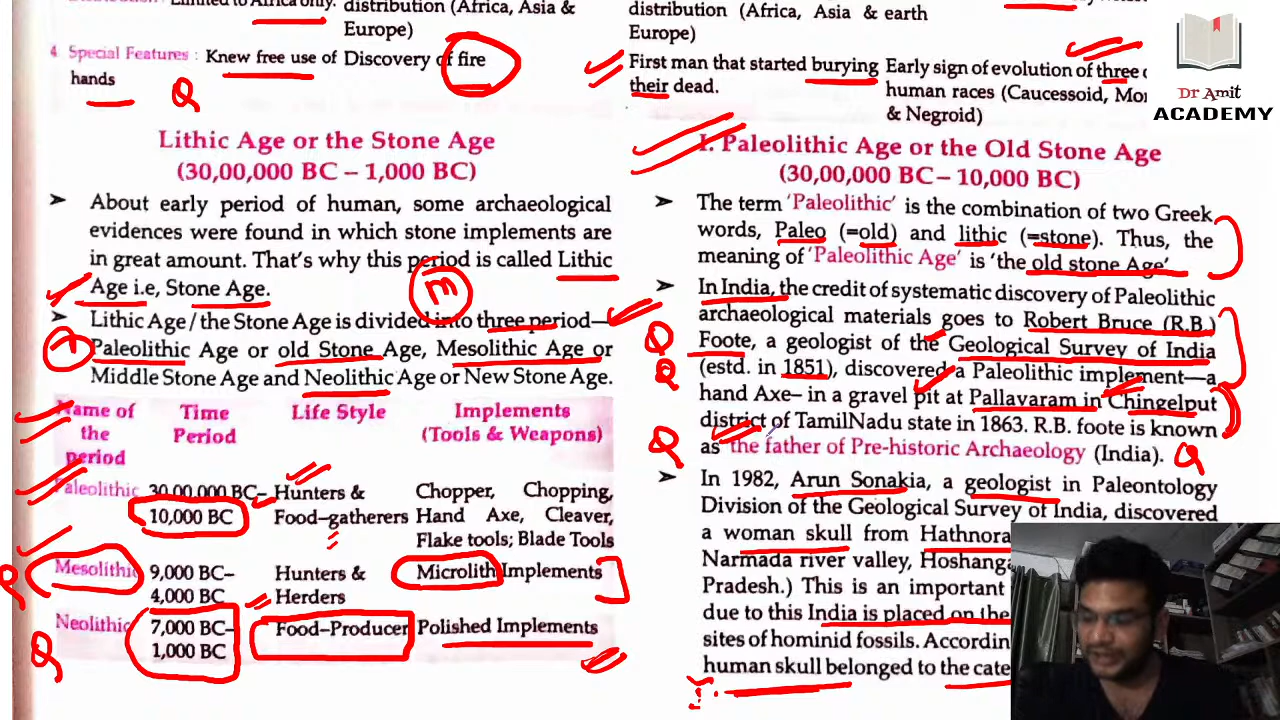 Limited to Africa only.
distribution (Africa, Asia &
Europe)
4 Special Features : Knew free use of Discovery of fire
hands
Q
Lithic Age or the Stone Age
(30,00,000 BC – 1,000 BC)
➤ About early period of human, some archaeological
evidences were found in which stone implements are
in great amount. That's why this period is called Lithic
Age i.e, Stone Age.
m
➤ Lithic Age/the Stone Age is divided into three period—
Paleolithic Age or old Stone Age, Mesolithic Age or
Middle Stone Age and Neolithic Age or New Stone Age.
Name of the period Time Period Life Style Implements (Tools & Weapons)
Paleolithic 30,00,000 BC– Hunters & Chopper, Chopping,
10,000 BC Food–gatherers Hand Axe, Cleaver,
Flake tools; Blade Tools
Mesolithic 9,000 BC– Hunters & Microlith Implements
4,000 BC Herders
Neolithic 7,000 BC– Food–Producer Polished Implements
1,000 BC
Q
distribution (Africa, Asia & earth
Europe)
First man that started burying Early sign of evolution of three
their dead. human races (Caucessoid,
& Negroid)
Dr Amit
ACADEMY
I. Paleolithic Age or the Old Stone Age
(30,00,000 BC – 10,000 BC)
➤ The term 'Paleolithic' is the combination of two Greek
words, Paleo (=old) and lithic (=stone). Thus, the
meaning of 'Paleolithic Age' is 'the old stone Age'.
➤ In India, the credit of systematic discovery of Paleolithic
archaeological materials goes to Robert Bruce (R.B.)
Q Foote, a geologist of the Geological Survey of India
Q (estd. in 1851), discovered a Paleolithic implement—a
hand Axe– in a gravel pit at Pallavaram in Chingelput
district of TamilNadu state in 1863. R.B. foote is known
Q as the father of Pre-historic Archaeology (India). Q
➤ In 1982, Arun Sonakia, a geologist in Paleontology
Division of the Geological Survey of India, discovered
a woman skull from Hathnora
Narmada river valley,
Pradesh.) This is an important
due to this India is placed on the
sites of hominid fossils.
human skull belonged to the